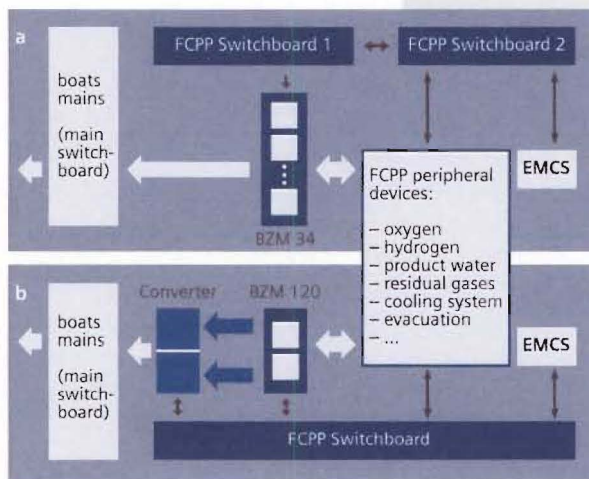 a
FCPP Switchboard 1
FCPP Switchboard 2
boats
mains
(main
switch-
board)
BZM 34
FCPP peripheral
devices:
– oxygen
– hydrogen
– product water
– residual gases
– cooling system
– evacuation
– ...
EMCS
b
Converter
BZM 120
boats
mains
(main
switch-
board)
EMCS
FCPP Switchboard